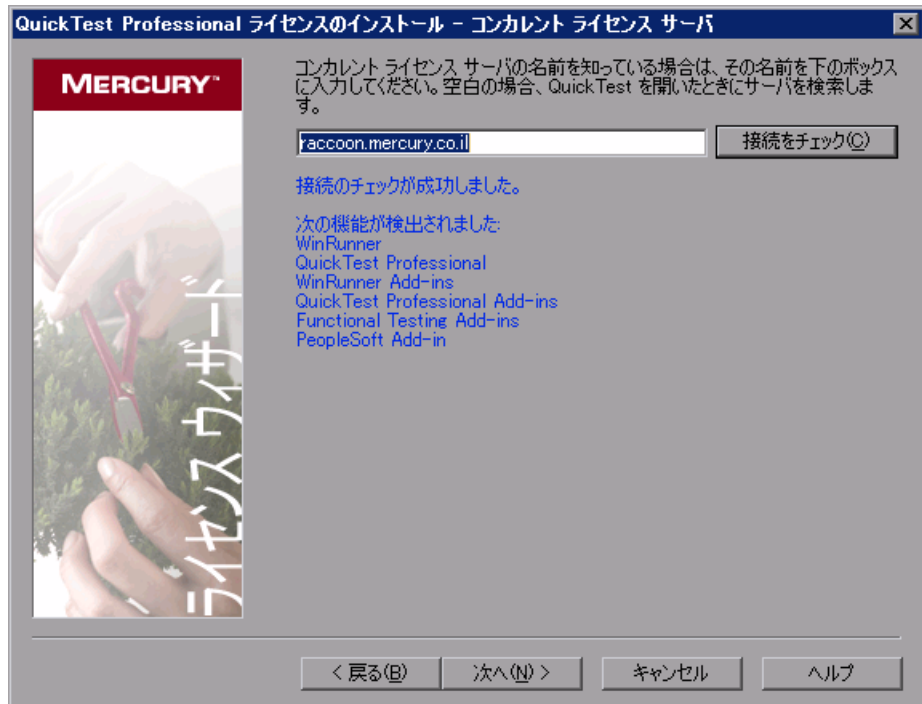 QuickTest Professional ライセンスのインストール - コンカレント ライセンス サーバ
MERCURY™
ライセンス ウィザード
コンカレント ライセンス サーバの名前を知っている場合は、その名前を下のボックス
に入力してください。空白の場合、QuickTest を開いたときにサーバを検索しま
す。
raccoon.mercury.co.il
接続をチェック(C)
接続のチェックが成功しました。
次の機能が検出されました:
WinRunner
QuickTest Professional
WinRunner Add-ins
QuickTest Professional Add-ins
Functional Testing Add-ins
PeopleSoft Add-in
< 戻る(B)
次へ(N) >
キャンセル
ヘルプ